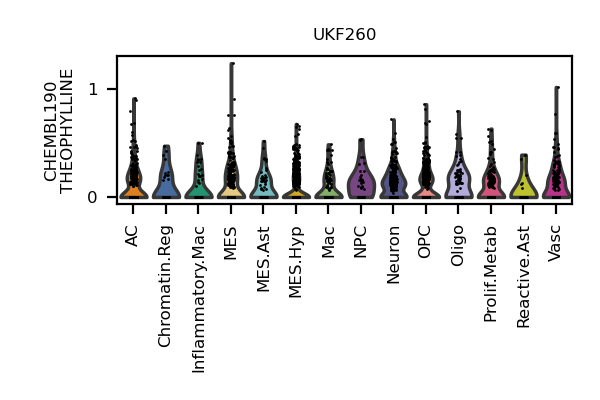 UKF260
CHEMBL190
THEOPHYLLINE
1
0
AC
Chromatin.Reg
Inflammatory.Mac
MES
MES.Ast
MES.Hyp
Mac
NPC
Neuron
OPC
Oligo
Prolif.Metab
Reactive.Ast
Vasc